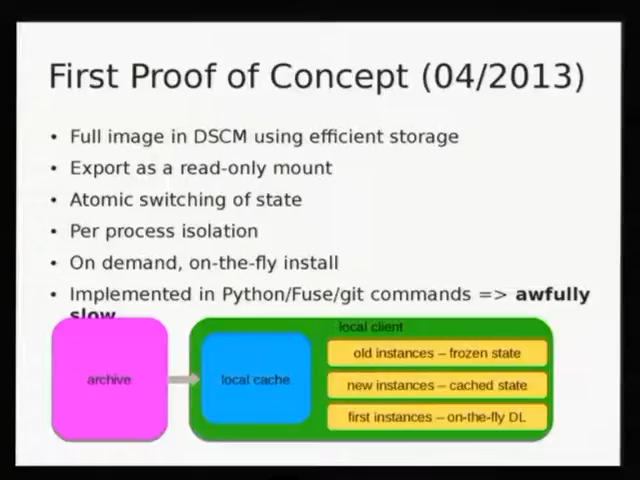 First Proof of Concept (04/2013)
• Full image in DSCM using efficient storage
• Export as a read-only mount
• Atomic switching of state
• Per process isolation
• On demand, on-the-fly install
• Implemented in Python/Fuse/git commands => awfully
slow
local client
archive
local cache
old instances – frozen state
new instances – cached state
first instances – on-the-fly DL